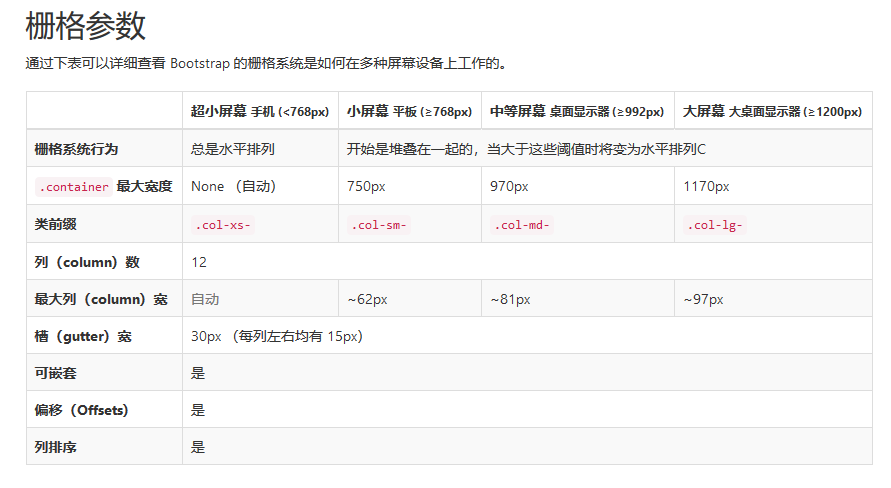 栅格参数
通过下表可以详细查看 Bootstrap 的栅格系统是如何在多种屏幕设备上工作的。
超小屏幕 手机 (<768px) 小屏幕 平板 (≥768px) 中等屏幕 桌面显示器 (≥992px) 大屏幕 大桌面显示器 (≥1200px)
栅格系统行为 总是水平排列 开始是堆叠在一起的，当大于这些阈值时将变为水平排列C
.container 最大宽度 None （自动） 750px 970px 1170px
类前缀 .col-xs- .col-sm- .col-md- .col-lg-
列（column）数 12
最大列（column）宽 自动 ~62px ~81px ~97px
槽（gutter）宽 30px （每列左右均有 15px）
可嵌套 是
偏移（Offsets） 是
列排序 是